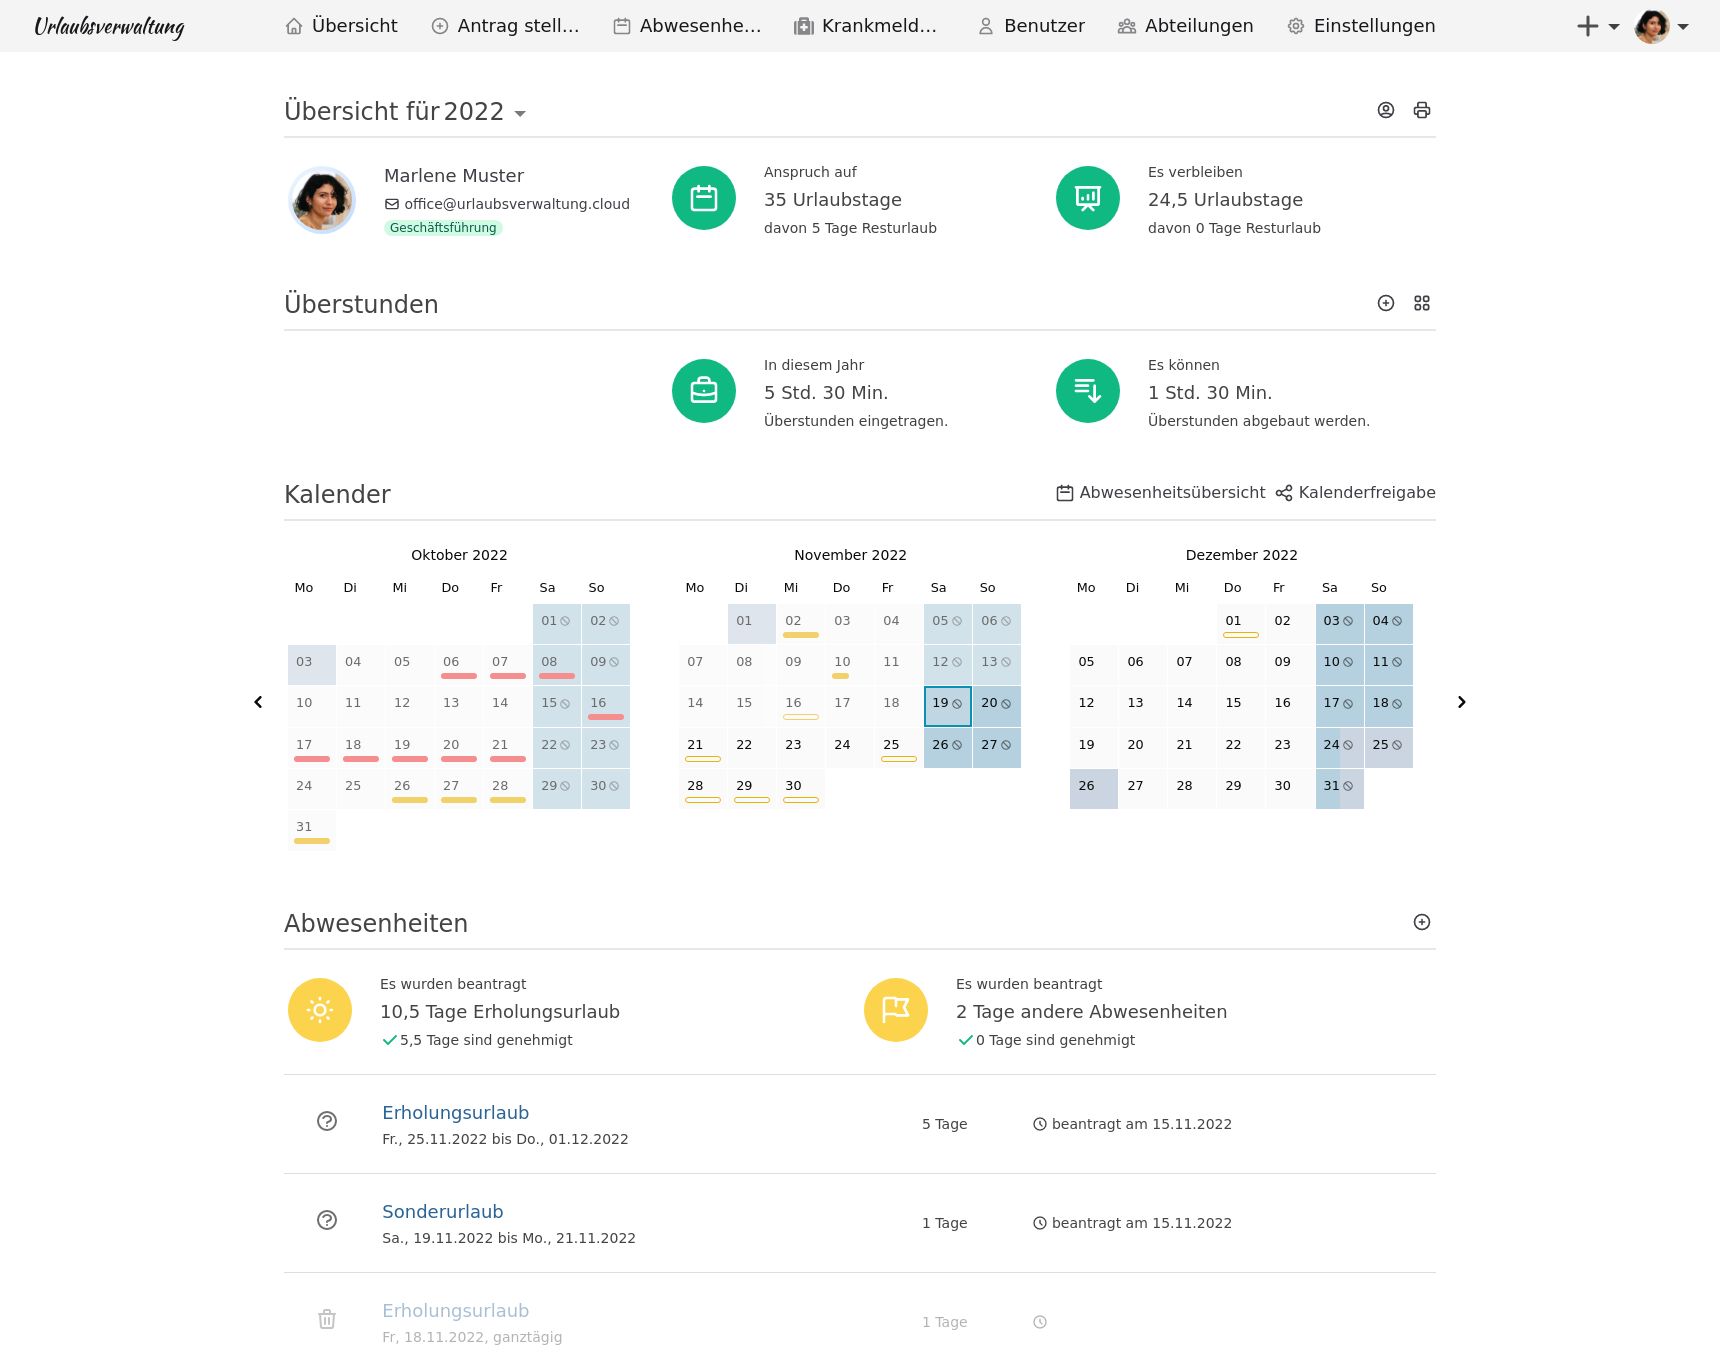 Urlaubsverwaltung Übersicht Antrag stell... Abwesenhe... Krankmeld... Benutzer Abteilungen Einstellungen
Übersicht für 2022
Marlene Muster
office@urlaubsverwaltung.cloud
Geschäftsführung
Anspruch auf
35 Urlaubstage
davon 5 Tage Resturlaub
Es verbleiben
24,5 Urlaubstage
davon 0 Tage Resturlaub
Überstunden
In diesem Jahr
5 Std. 30 Min.
Überstunden eingetragen.
Es können
1 Std. 30 Min.
Überstunden abgebaut werden.
Kalender Abwesenheitsübersicht Kalenderfreigabe
Oktober 2022
Mo Di Mi Do Fr Sa So
01 02
03 04 05 06 07 08 09
10 11 12 13 14 15 16
17 18 19 20 21 22 23
24 25 26 27 28 29 30
31
November 2022
Mo Di Mi Do Fr Sa So
01 02 03 04 05 06
07 08 09 10 11 12 13
14 15 16 17 18 19 20
21 22 23 24 25 26 27
28 29 30
Dezember 2022
Mo Di Mi Do Fr Sa So
01 02 03 04
05 06 07 08 09 10 11
12 13 14 15 16 17 18
19 20 21 22 23 24 25
26 27 28 29 30 31
Abwesenheiten
Es wurden beantragt
10,5 Tage Erholungsurlaub
5,5 Tage sind genehmigt
Es wurden beantragt
2 Tage andere Abwesenheiten
0 Tage sind genehmigt
Erholungsurlaub
Fr., 25.11.2022 bis Do., 01.12.2022
5 Tage
beantragt am 15.11.2022
Sonderurlaub
Sa., 19.11.2022 bis Mo., 21.11.2022
1 Tage
beantragt am 15.11.2022
Erholungsurlaub
Fr, 18.11.2022, ganztägig
1 Tage